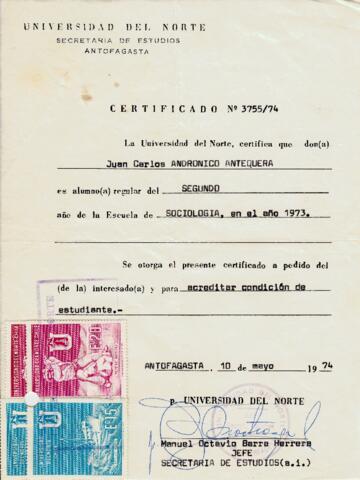 UNIVERSIDAD DEL NORTE
SECRETARIA DE ESTUDIOS
ANTOFAGASTA
CERTIFICADO Nº 3755/74
La Universidad del Norte, certifica que don(a)
Juan Carlos ANDRONICO ANTEQUERA
es alumno(a) regular del SEGUNDO
año de la Escuela de SOCIOLOGIA, en el año 1973.
Se otorga el presente certificado a pedido del
(de la) interesado(a) y para acreditar condición de
estudiante.-
ANTOFAGASTA 10 de mayo 1974
p. UNIVERSIDAD DEL NORTE
Manuel Octavio Barra Herrera
JEFE
SECRETARIA DE ESTUDIOS(s.i.)